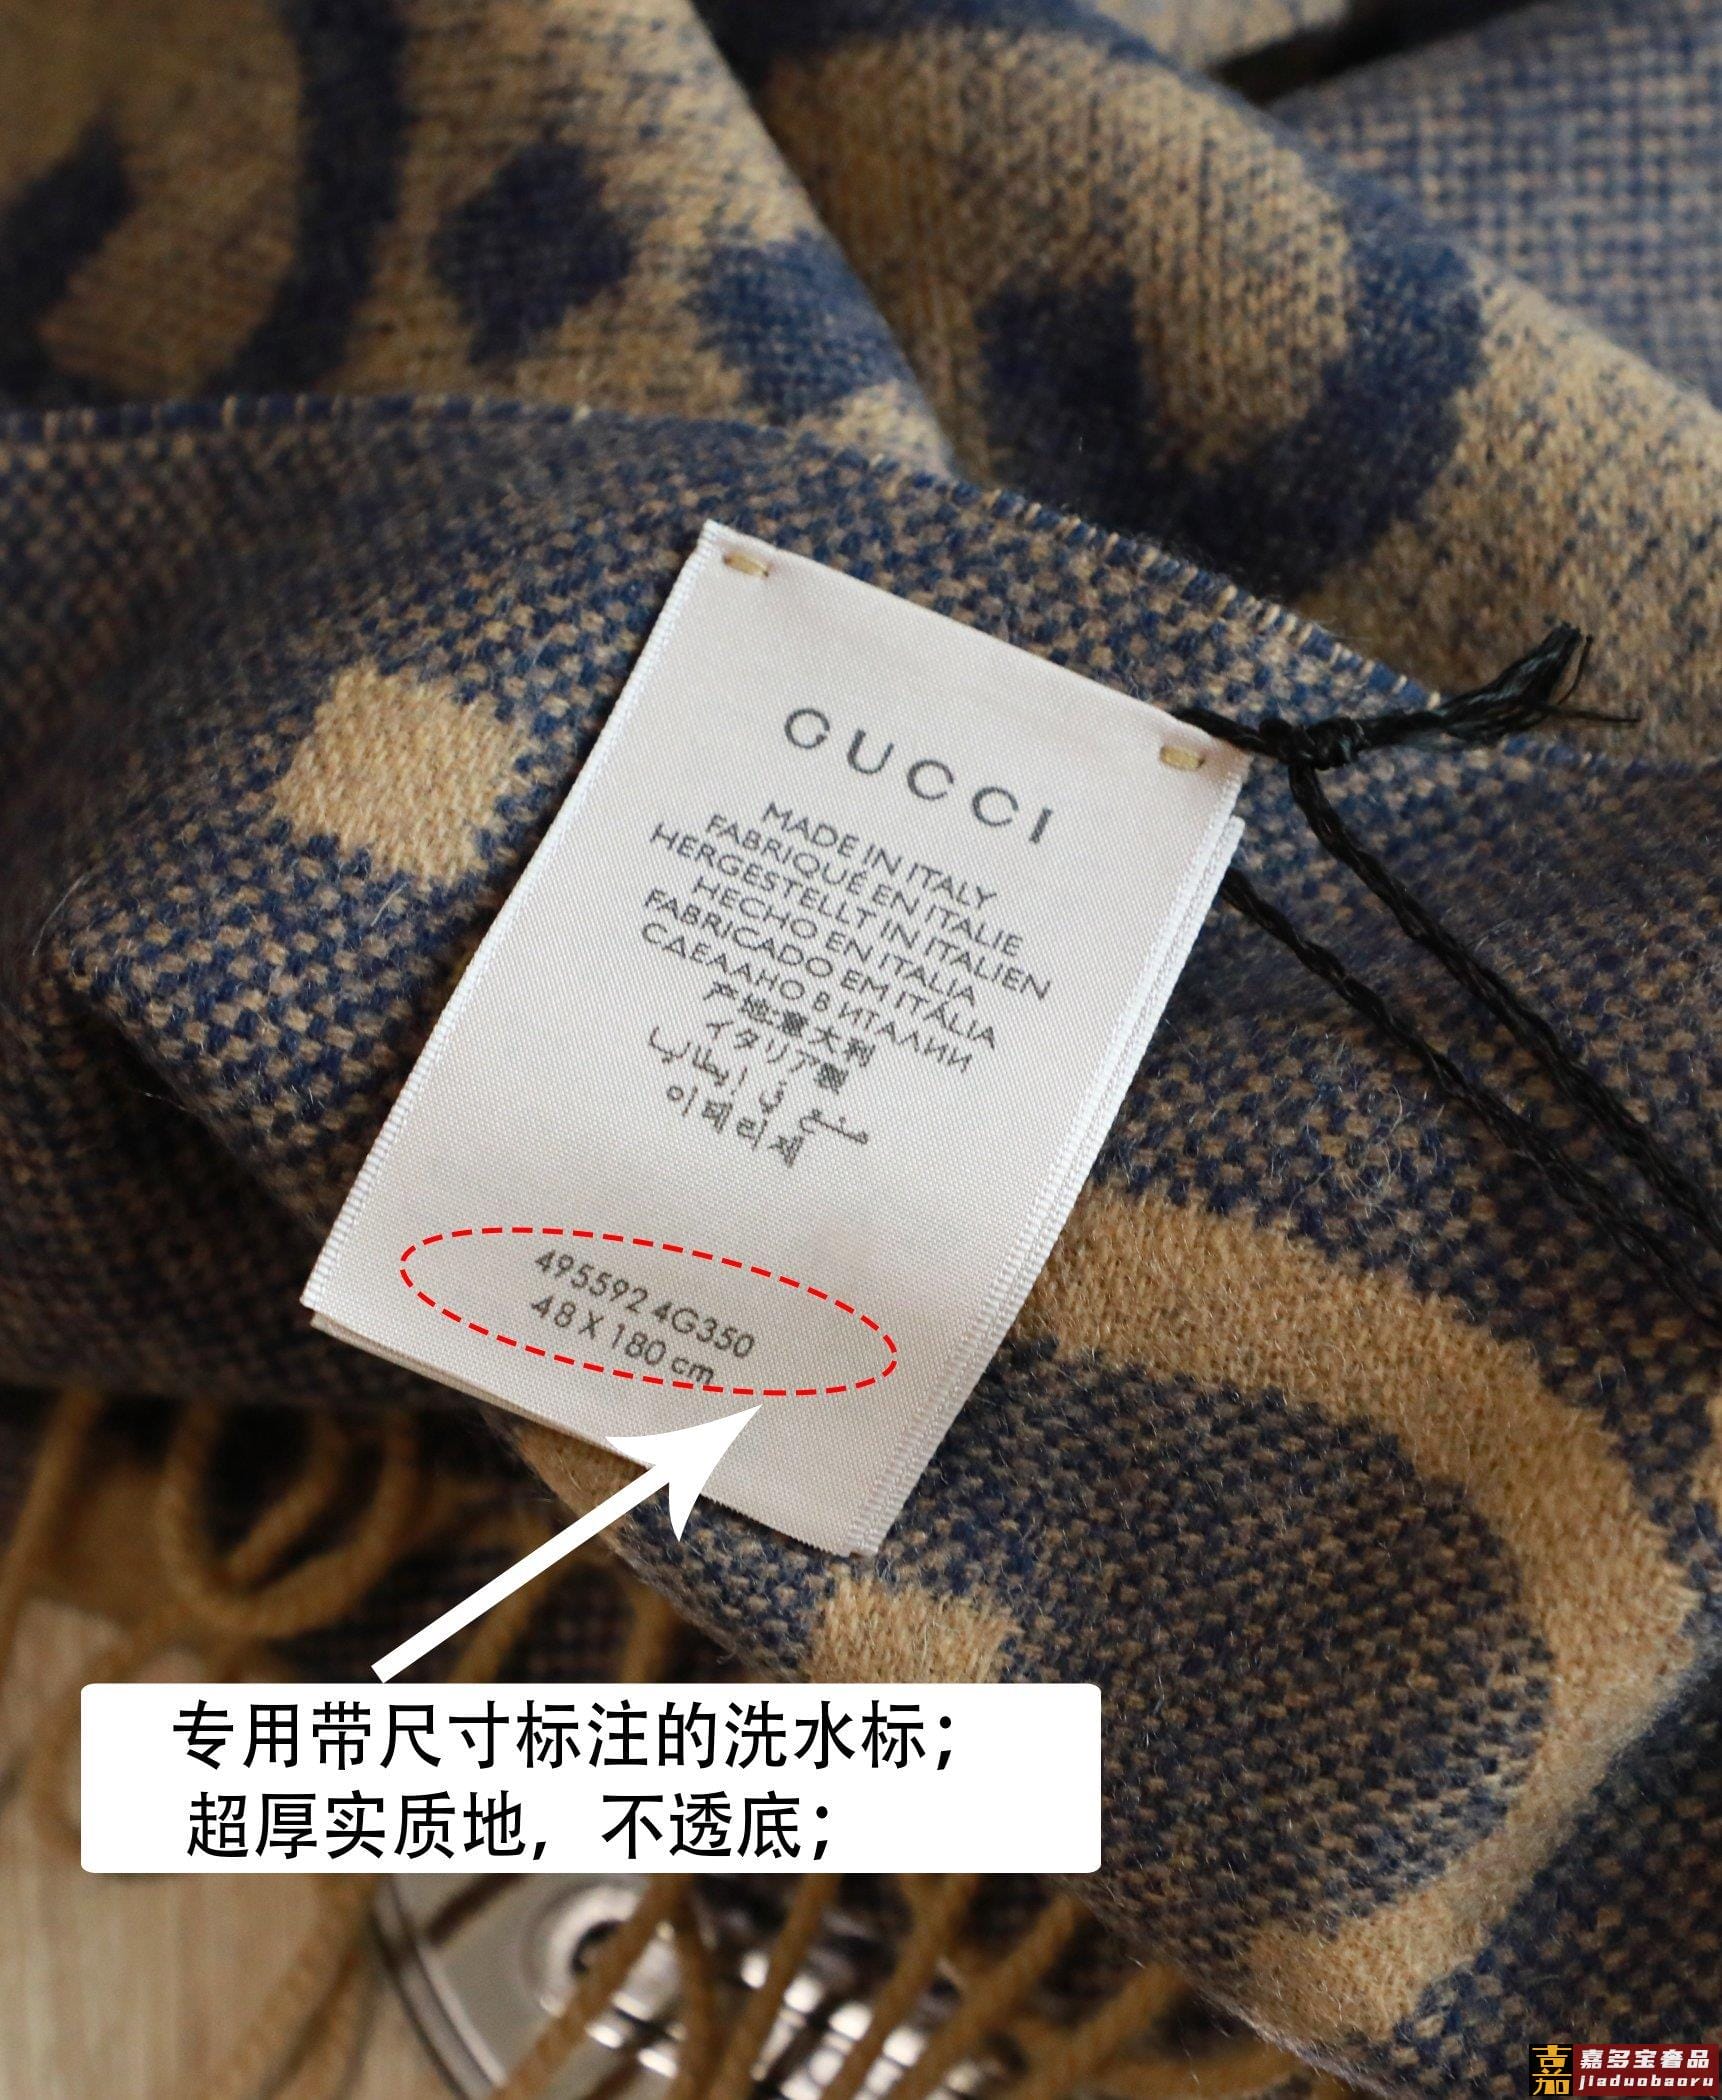 GUCCI
MADE IN ITALY
FABRIQUÉ EN ITALIE
HERGESTELLT IN ITALIEN
HECHO EN ITALIA
FABRICADO EM ITÁLIA
СДЕЛАНО В ИТАЛИИ
产地:意大利
イタリア製
صنع في إيطاليا
이태리제
495592 4G350
48 X 180 cm
专用带尺寸标注的洗水标；
超厚实质地，不透底；
吉加
嘉多宝奢品
jiaduobaoru